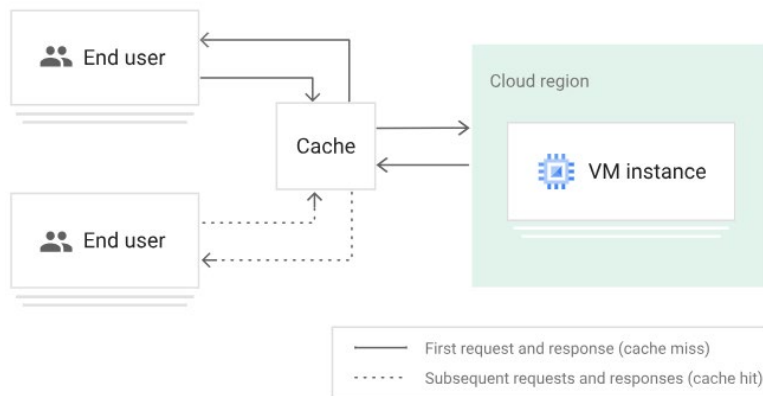 End user
Cloud region
Cache
VM instance
End user
First request and response (cache miss)
Subsequent requests and responses (cache hit)